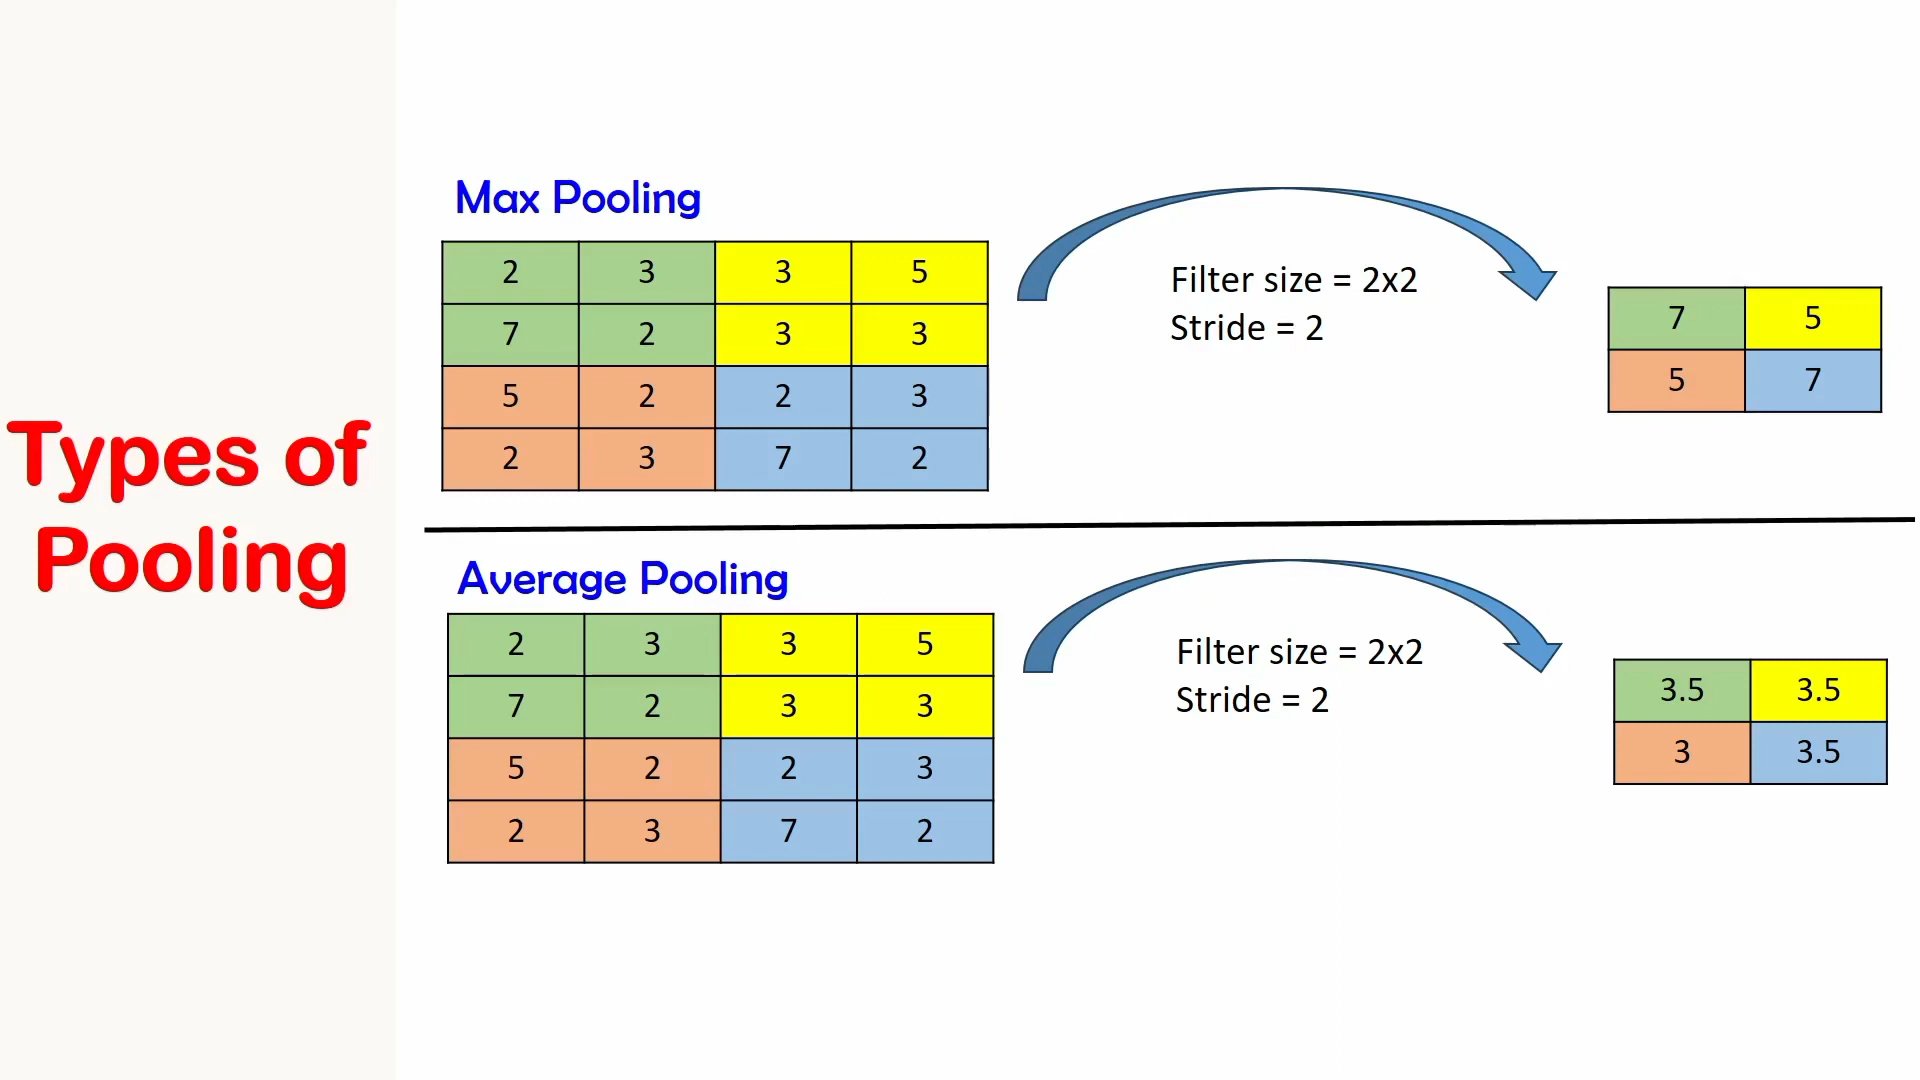 Types of
Pooling
Max Pooling
2 3 3 5
7 2 3 3
5 2 2 3
2 3 7 2
Filter size = 2x2
Stride = 2
7 5
5 7
Average Pooling
2 3 3 5
7 2 3 3
5 2 2 3
2 3 7 2
Filter size = 2x2
Stride = 2
3.5 3.5
3 3.5